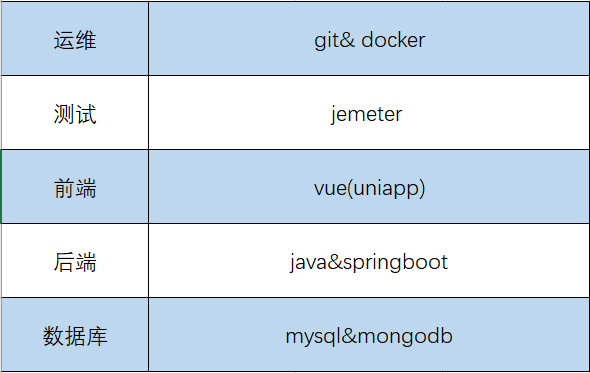 运维 git& docker
测试 jemeter
前端 vue(uniapp)
后端 java&springboot
数据库 mysql&mongodb